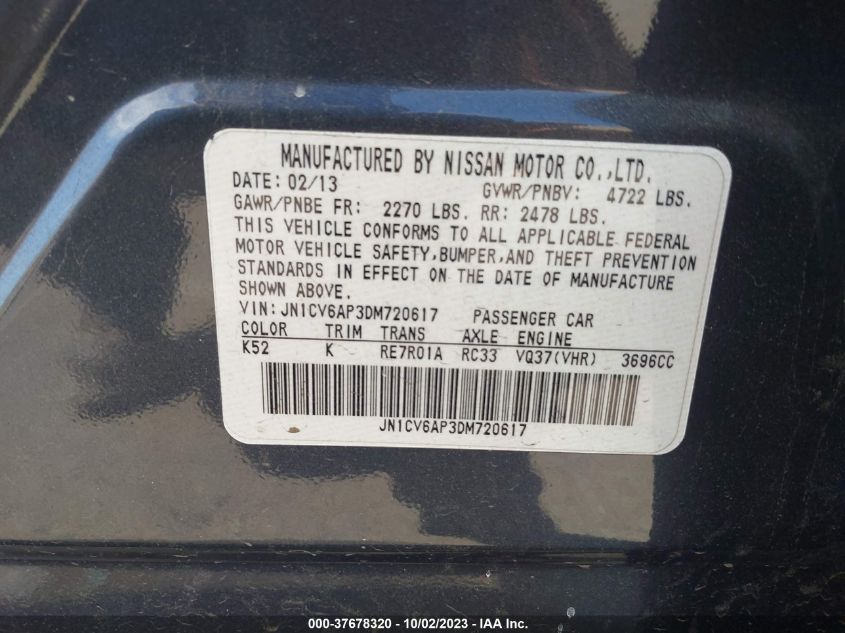 MANUFACTURED BY NISSAN MOTOR CO.,LTD.
DATE: 02/13 GVWR/PNBV: 4722 LBS.
GAWR/PNBE FR: 2270 LBS. RR: 2478 LBS.
THIS VEHICLE CONFORMS TO ALL APPLICABLE FEDERAL
MOTOR VEHICLE SAFETY,BUMPER,AND THEFT PREVENTION
STANDARDS IN EFFECT ON THE DATE OF MANUFACTURE
SHOWN ABOVE.
VIN: JN1CV6AP3DM720617 PASSENGER CAR
COLOR TRIM TRANS AXLE ENGINE
K52 K RE7R01A RC33 VQ37(VHR) 3696CC
JN1CV6AP3DM720617
000-37678320 - 10/02/2023 - IAA Inc.